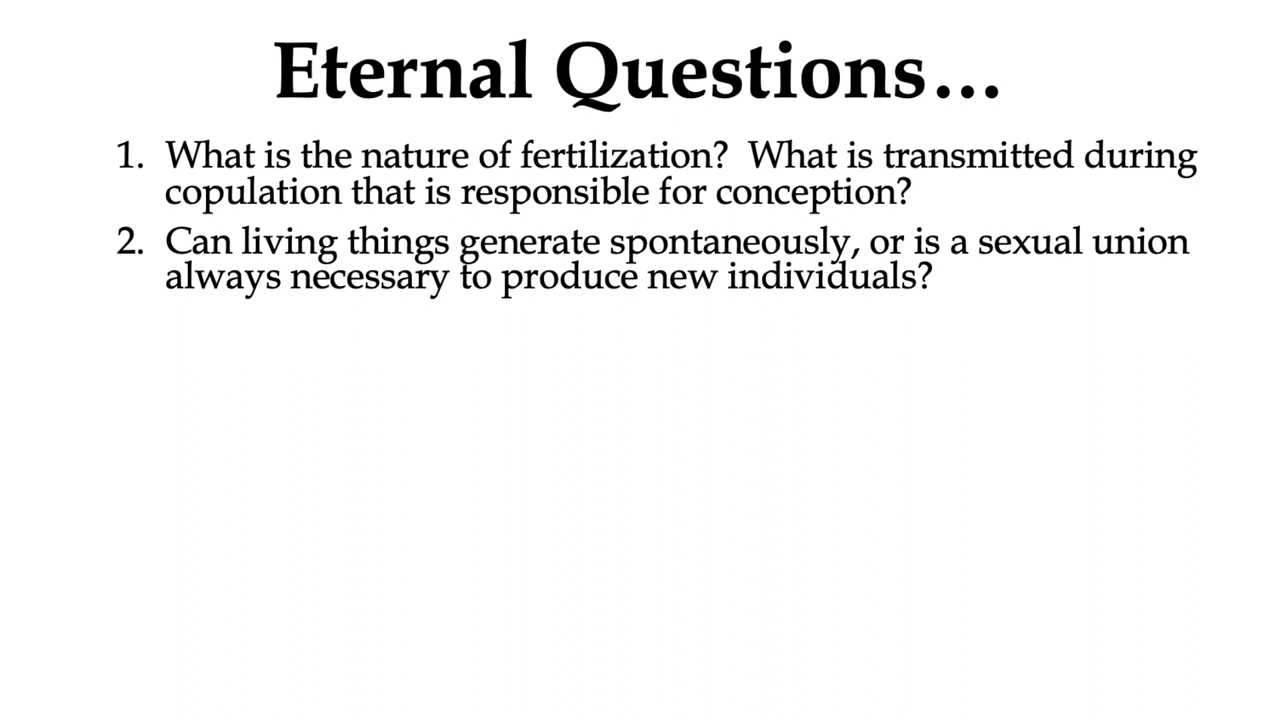 Eternal Questions…
1. What is the nature of fertilization?  What is transmitted during
copulation that is responsible for conception?
2. Can living things generate spontaneously, or is a sexual union
always necessary to produce new individuals?